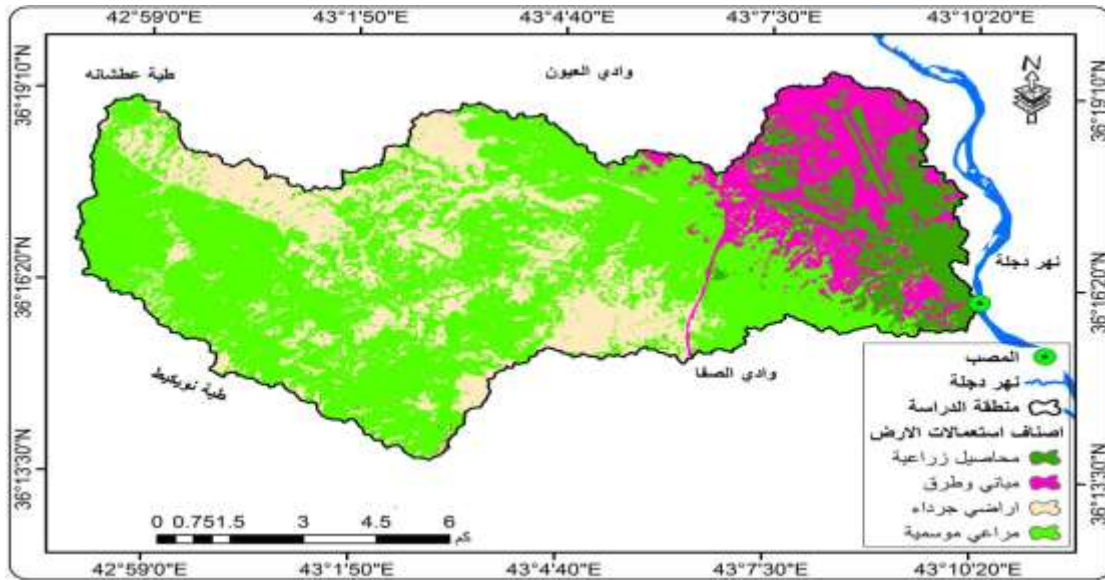 42°59'0"E 43°1'50"E 43°4'40"E 43°7'30"E 43°10'20"E
36°19'10"N 36°19'10"N
36°16'20"N 36°16'20"N
36°13'30"N 36°13'30"N
طية عطشانه
وادي العيون
N
نهر دجلة
وادي الصفا
طية نويكيط
المصب
نهر دجلة
منطقة الدراسة
اصناف استعمالات الارض
محاصيل زراعية
مباني وطرق
اراضي جرداء
مراعي موسمية
0 0.75 1.5 3 4.5 6
كم
42°59'0"E 43°1'50"E 43°4'40"E 43°7'30"E 43°10'20"E